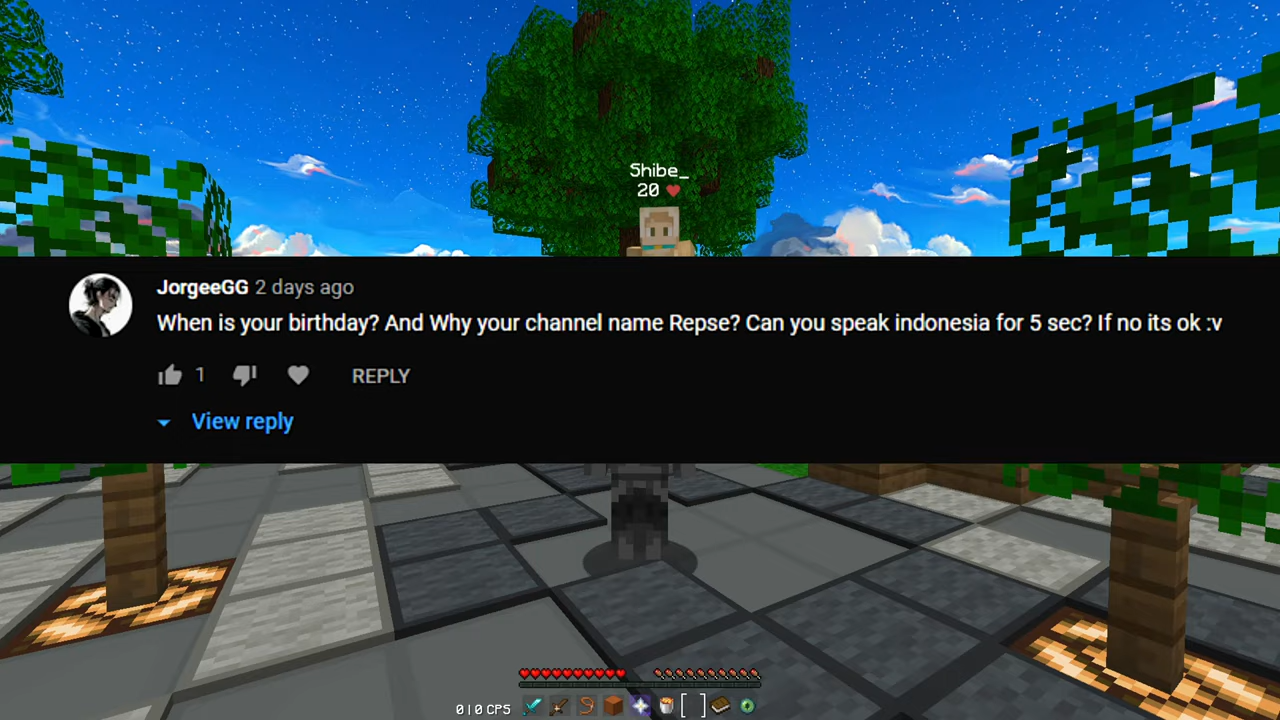 Shibe_
20 ❤
JorgeeGG 2 days ago
When is your birthday? And Why your channel name Repse? Can you speak indonesia for 5 sec? If no its ok :v
1 REPLY
View reply
0|0 CPS [ ]